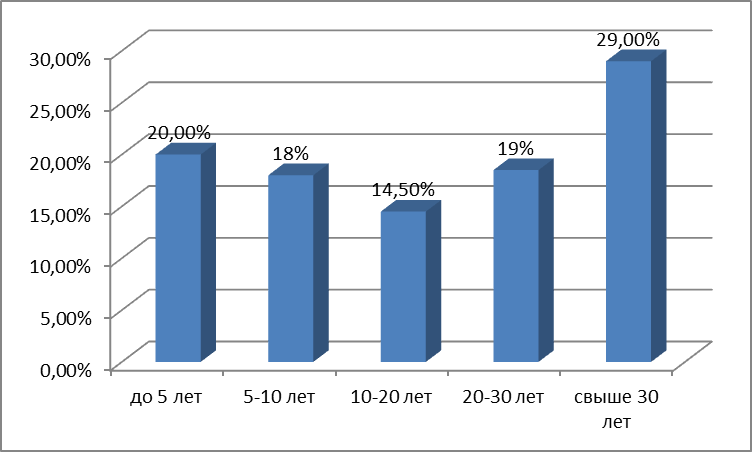 30,00%
25,00%
20,00%
15,00%
10,00%
5,00%
0,00%
20,00%
18%
14,50%
19%
29,00%
до 5 лет
5-10 лет
10-20 лет
20-30 лет
свыше 30
лет